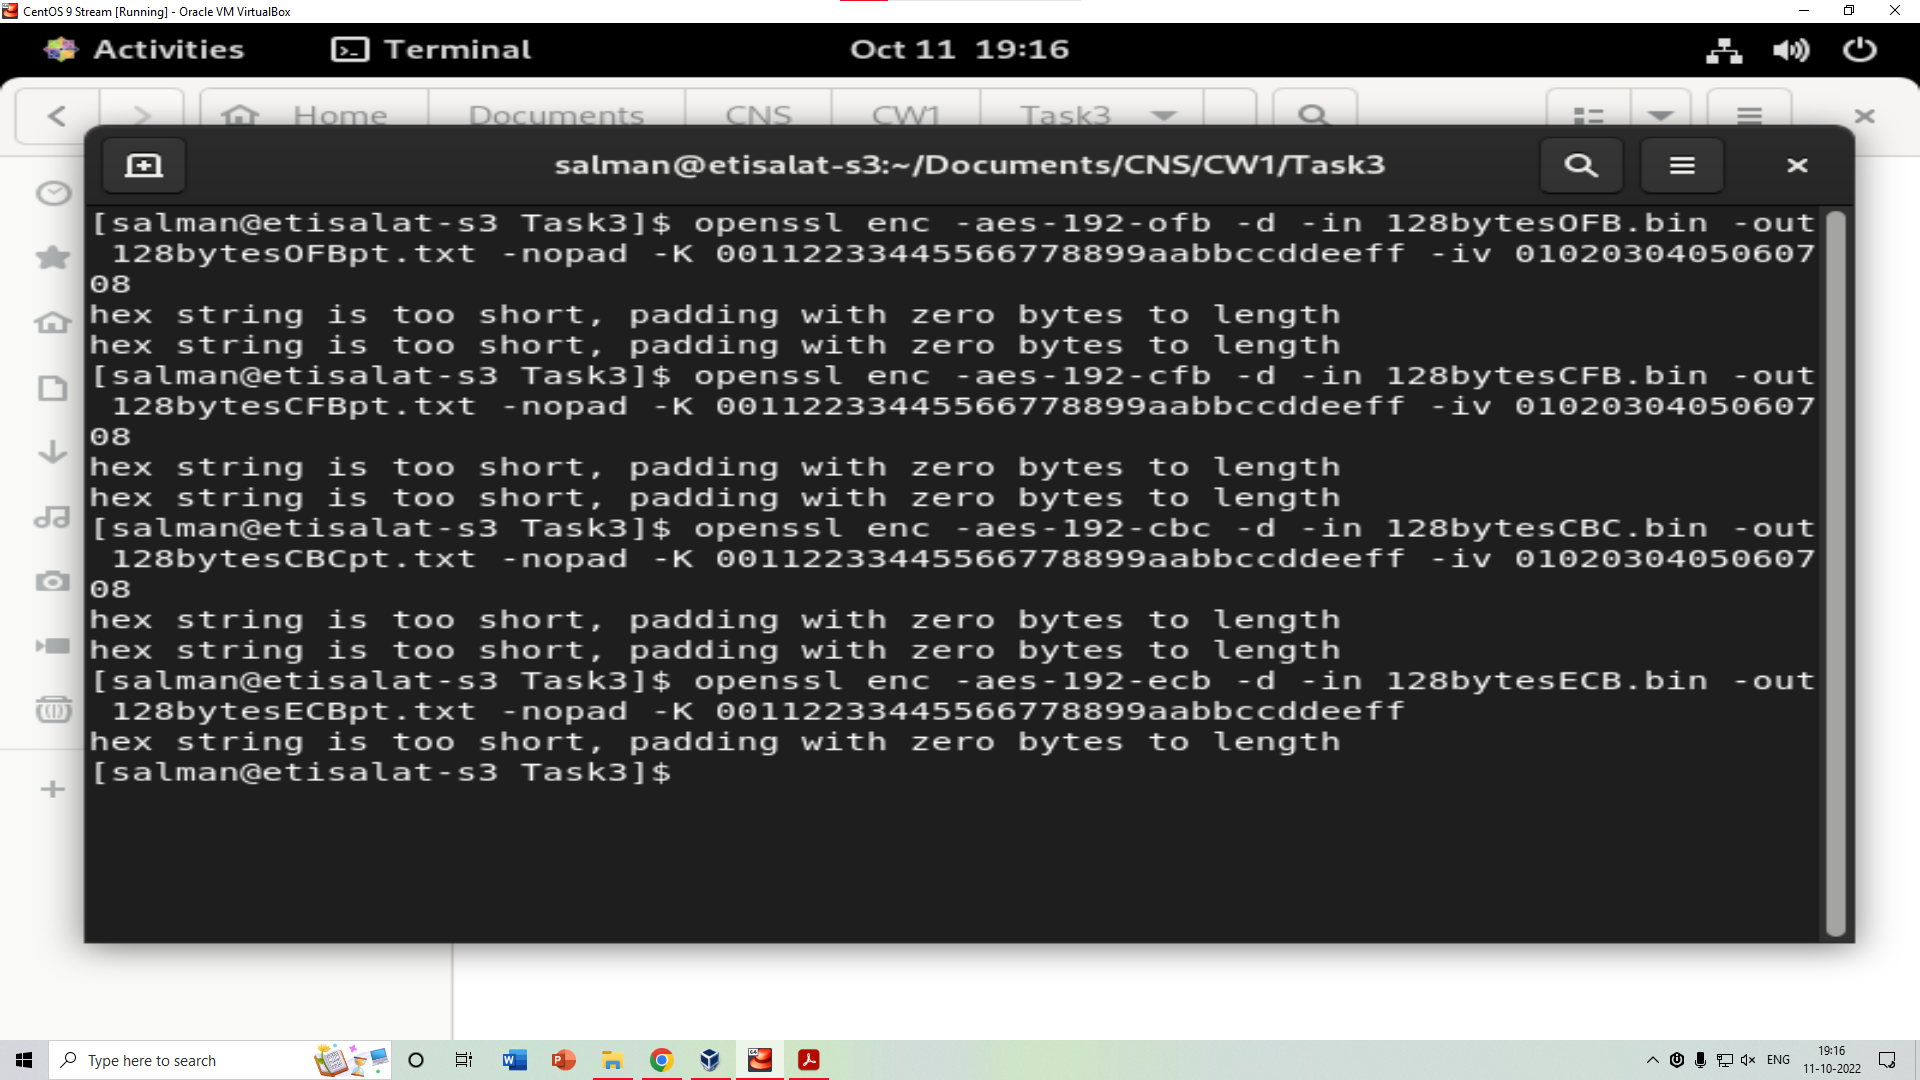 CentOS 9 Stream [Running] - Oracle VM VirtualBox
Activities Terminal Oct 11 19:16
Home Documents CNS CW1 Task3
salman@etisalat-s3:~/Documents/CNS/CW1/Task3
[salman@etisalat-s3 Task3]$ openssl enc -aes-192-ofb -d -in 128bytesOFB.bin -out
128bytesOFBpt.txt -nopad -K 00112233445566778899aabbccddeeff -iv 01020304050607
08
hex string is too short, padding with zero bytes to length
hex string is too short, padding with zero bytes to length
[salman@etisalat-s3 Task3]$ openssl enc -aes-192-cfb -d -in 128bytesCFB.bin -out
128bytesCFBpt.txt -nopad -K 00112233445566778899aabbccddeeff -iv 01020304050607
08
hex string is too short, padding with zero bytes to length
hex string is too short, padding with zero bytes to length
[salman@etisalat-s3 Task3]$ openssl enc -aes-192-cbc -d -in 128bytesCBC.bin -out
128bytesCBCpt.txt -nopad -K 00112233445566778899aabbccddeeff -iv 01020304050607
08
hex string is too short, padding with zero bytes to length
hex string is too short, padding with zero bytes to length
[salman@etisalat-s3 Task3]$ openssl enc -aes-192-ecb -d -in 128bytesECB.bin -out
128bytesECBpt.txt -nopad -K 00112233445566778899aabbccddeeff
hex string is too short, padding with zero bytes to length
[salman@etisalat-s3 Task3]$
Type here to search
ENG
19:16
11-10-2022